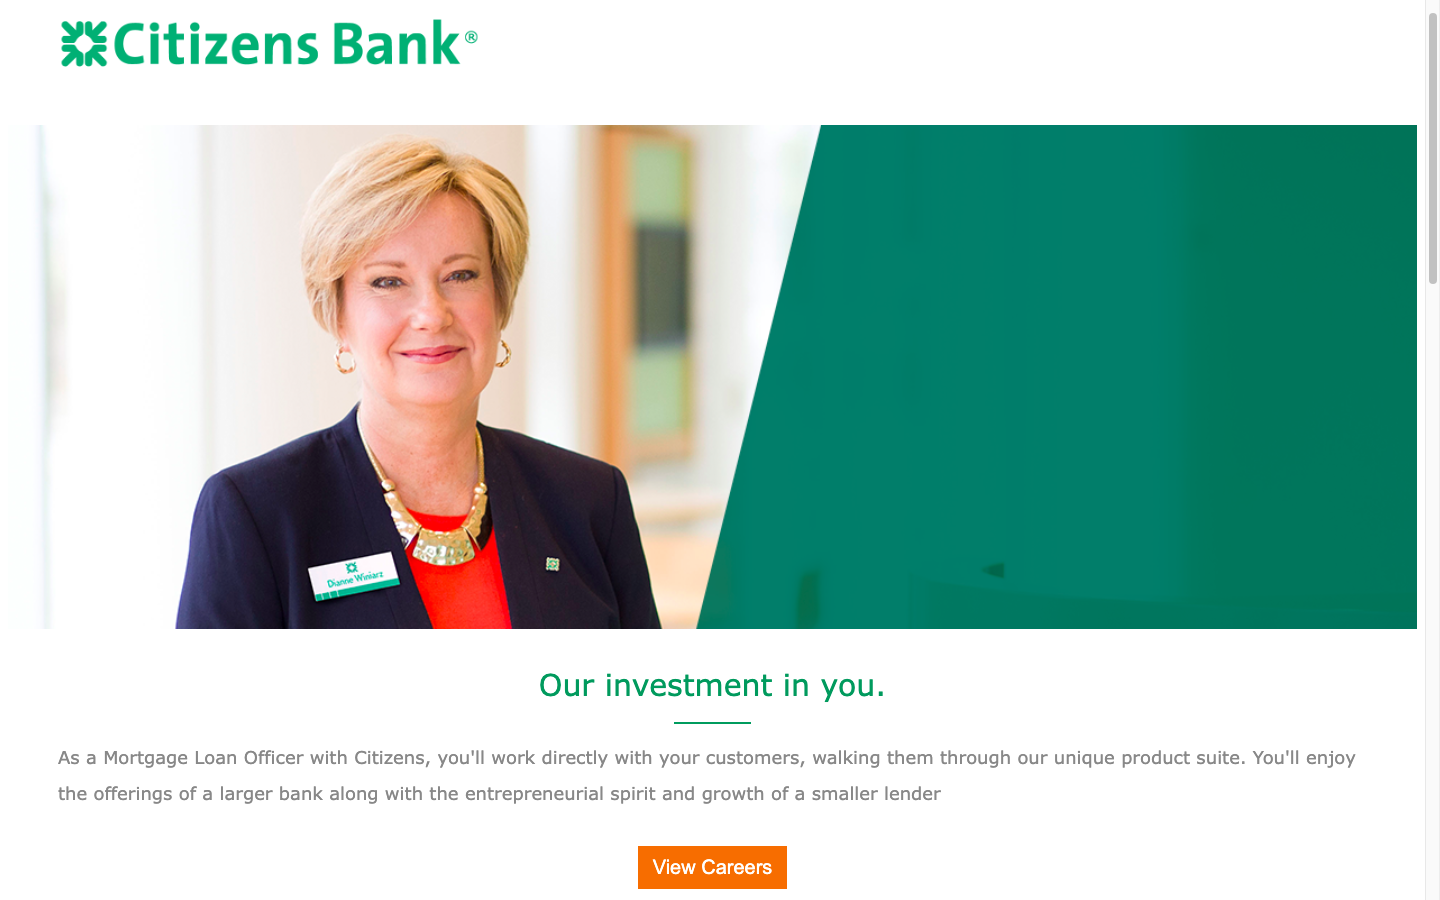 Citizens Bank®
Dianne Winiarz
Our investment in you.
As a Mortgage Loan Officer with Citizens, you'll work directly with your customers, walking them through our unique product suite. You'll enjoy
the offerings of a larger bank along with the entrepreneurial spirit and growth of a smaller lender
View Careers